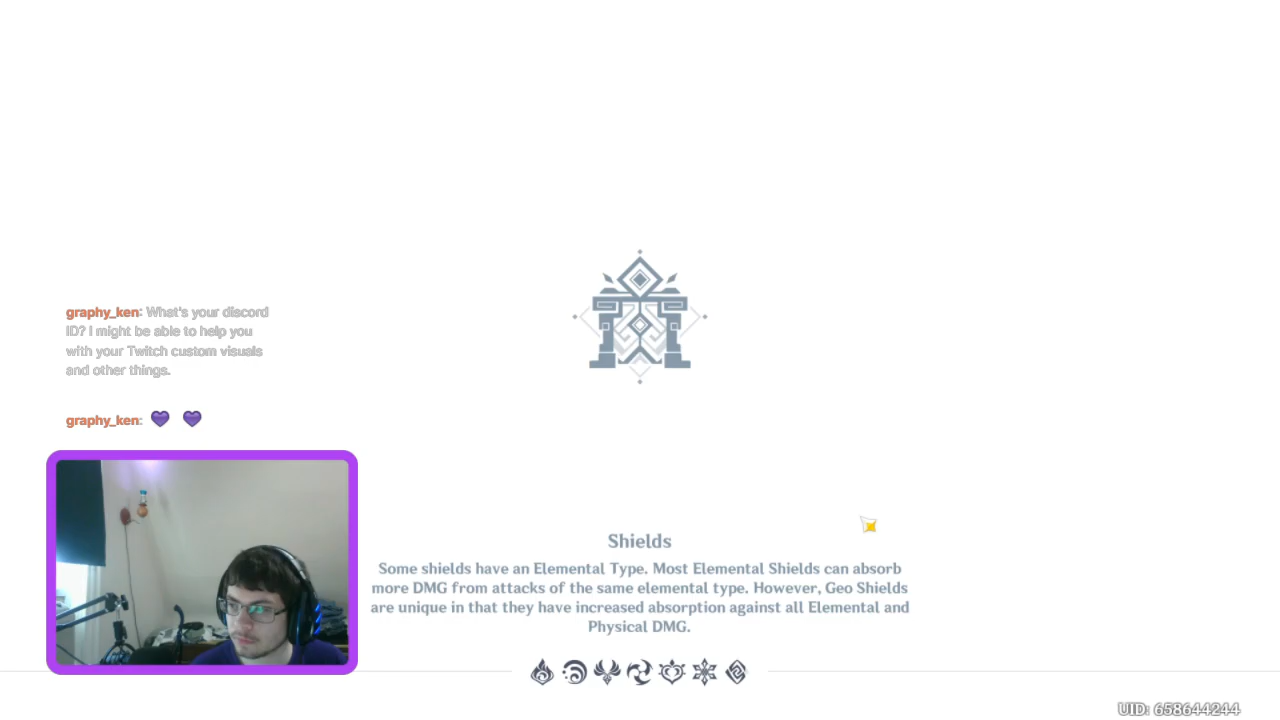 graphy_ken: What's your discord
ID? I might be able to help you
with your Twitch custom visuals
and other things.
graphy_ken: 💜 💜
Shields
Some shields have an Elemental Type. Most Elemental Shields can absorb
more DMG from attacks of the same elemental type. However, Geo Shields
are unique in that they have increased absorption against all Elemental and
Physical DMG.
UID: 658644244